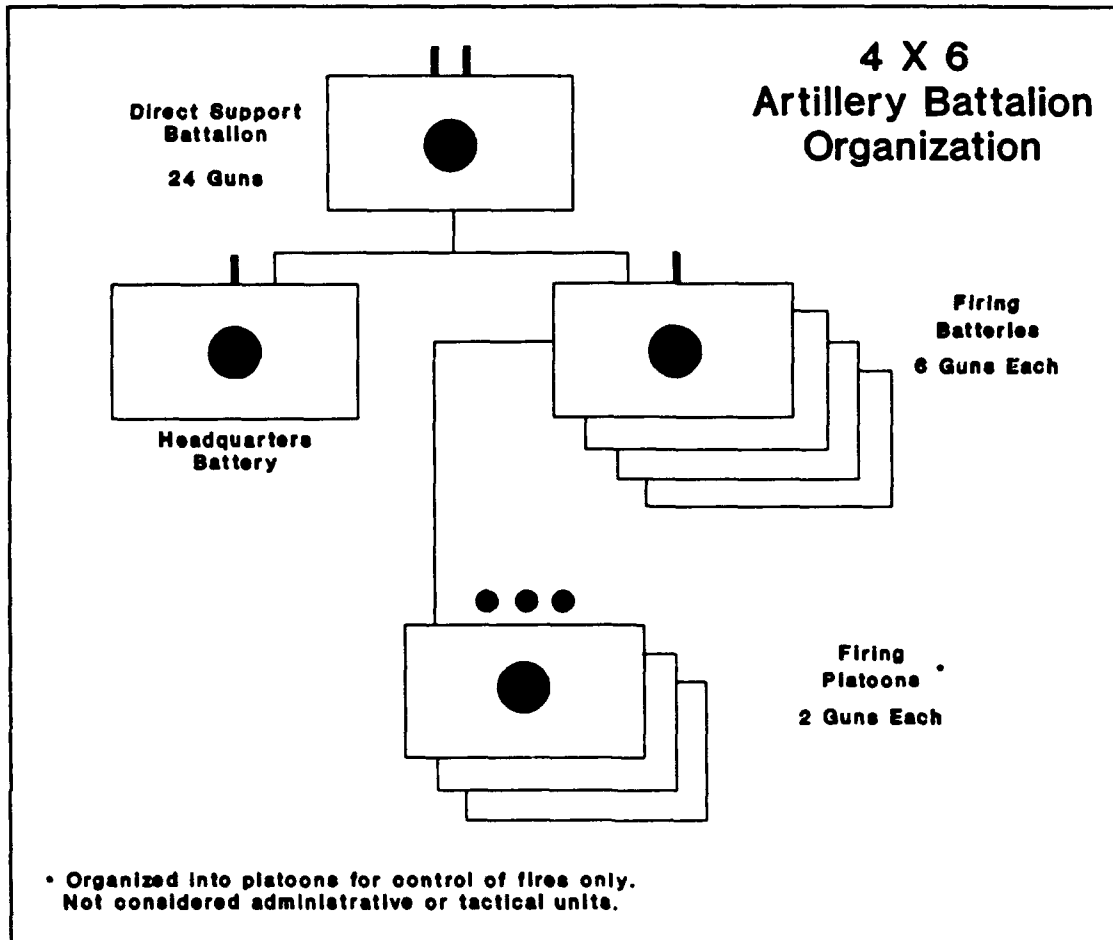 4 X 6
Artillery Battalion
Organization
Direct Support
Battalion
24 Guns
Headquarters
Battery
Firing
Batteries
6 Guns Each
Firing
Platoons *
2 Guns Each
* Organized into platoons for control of fires only.
Not considered administrative or tactical units.